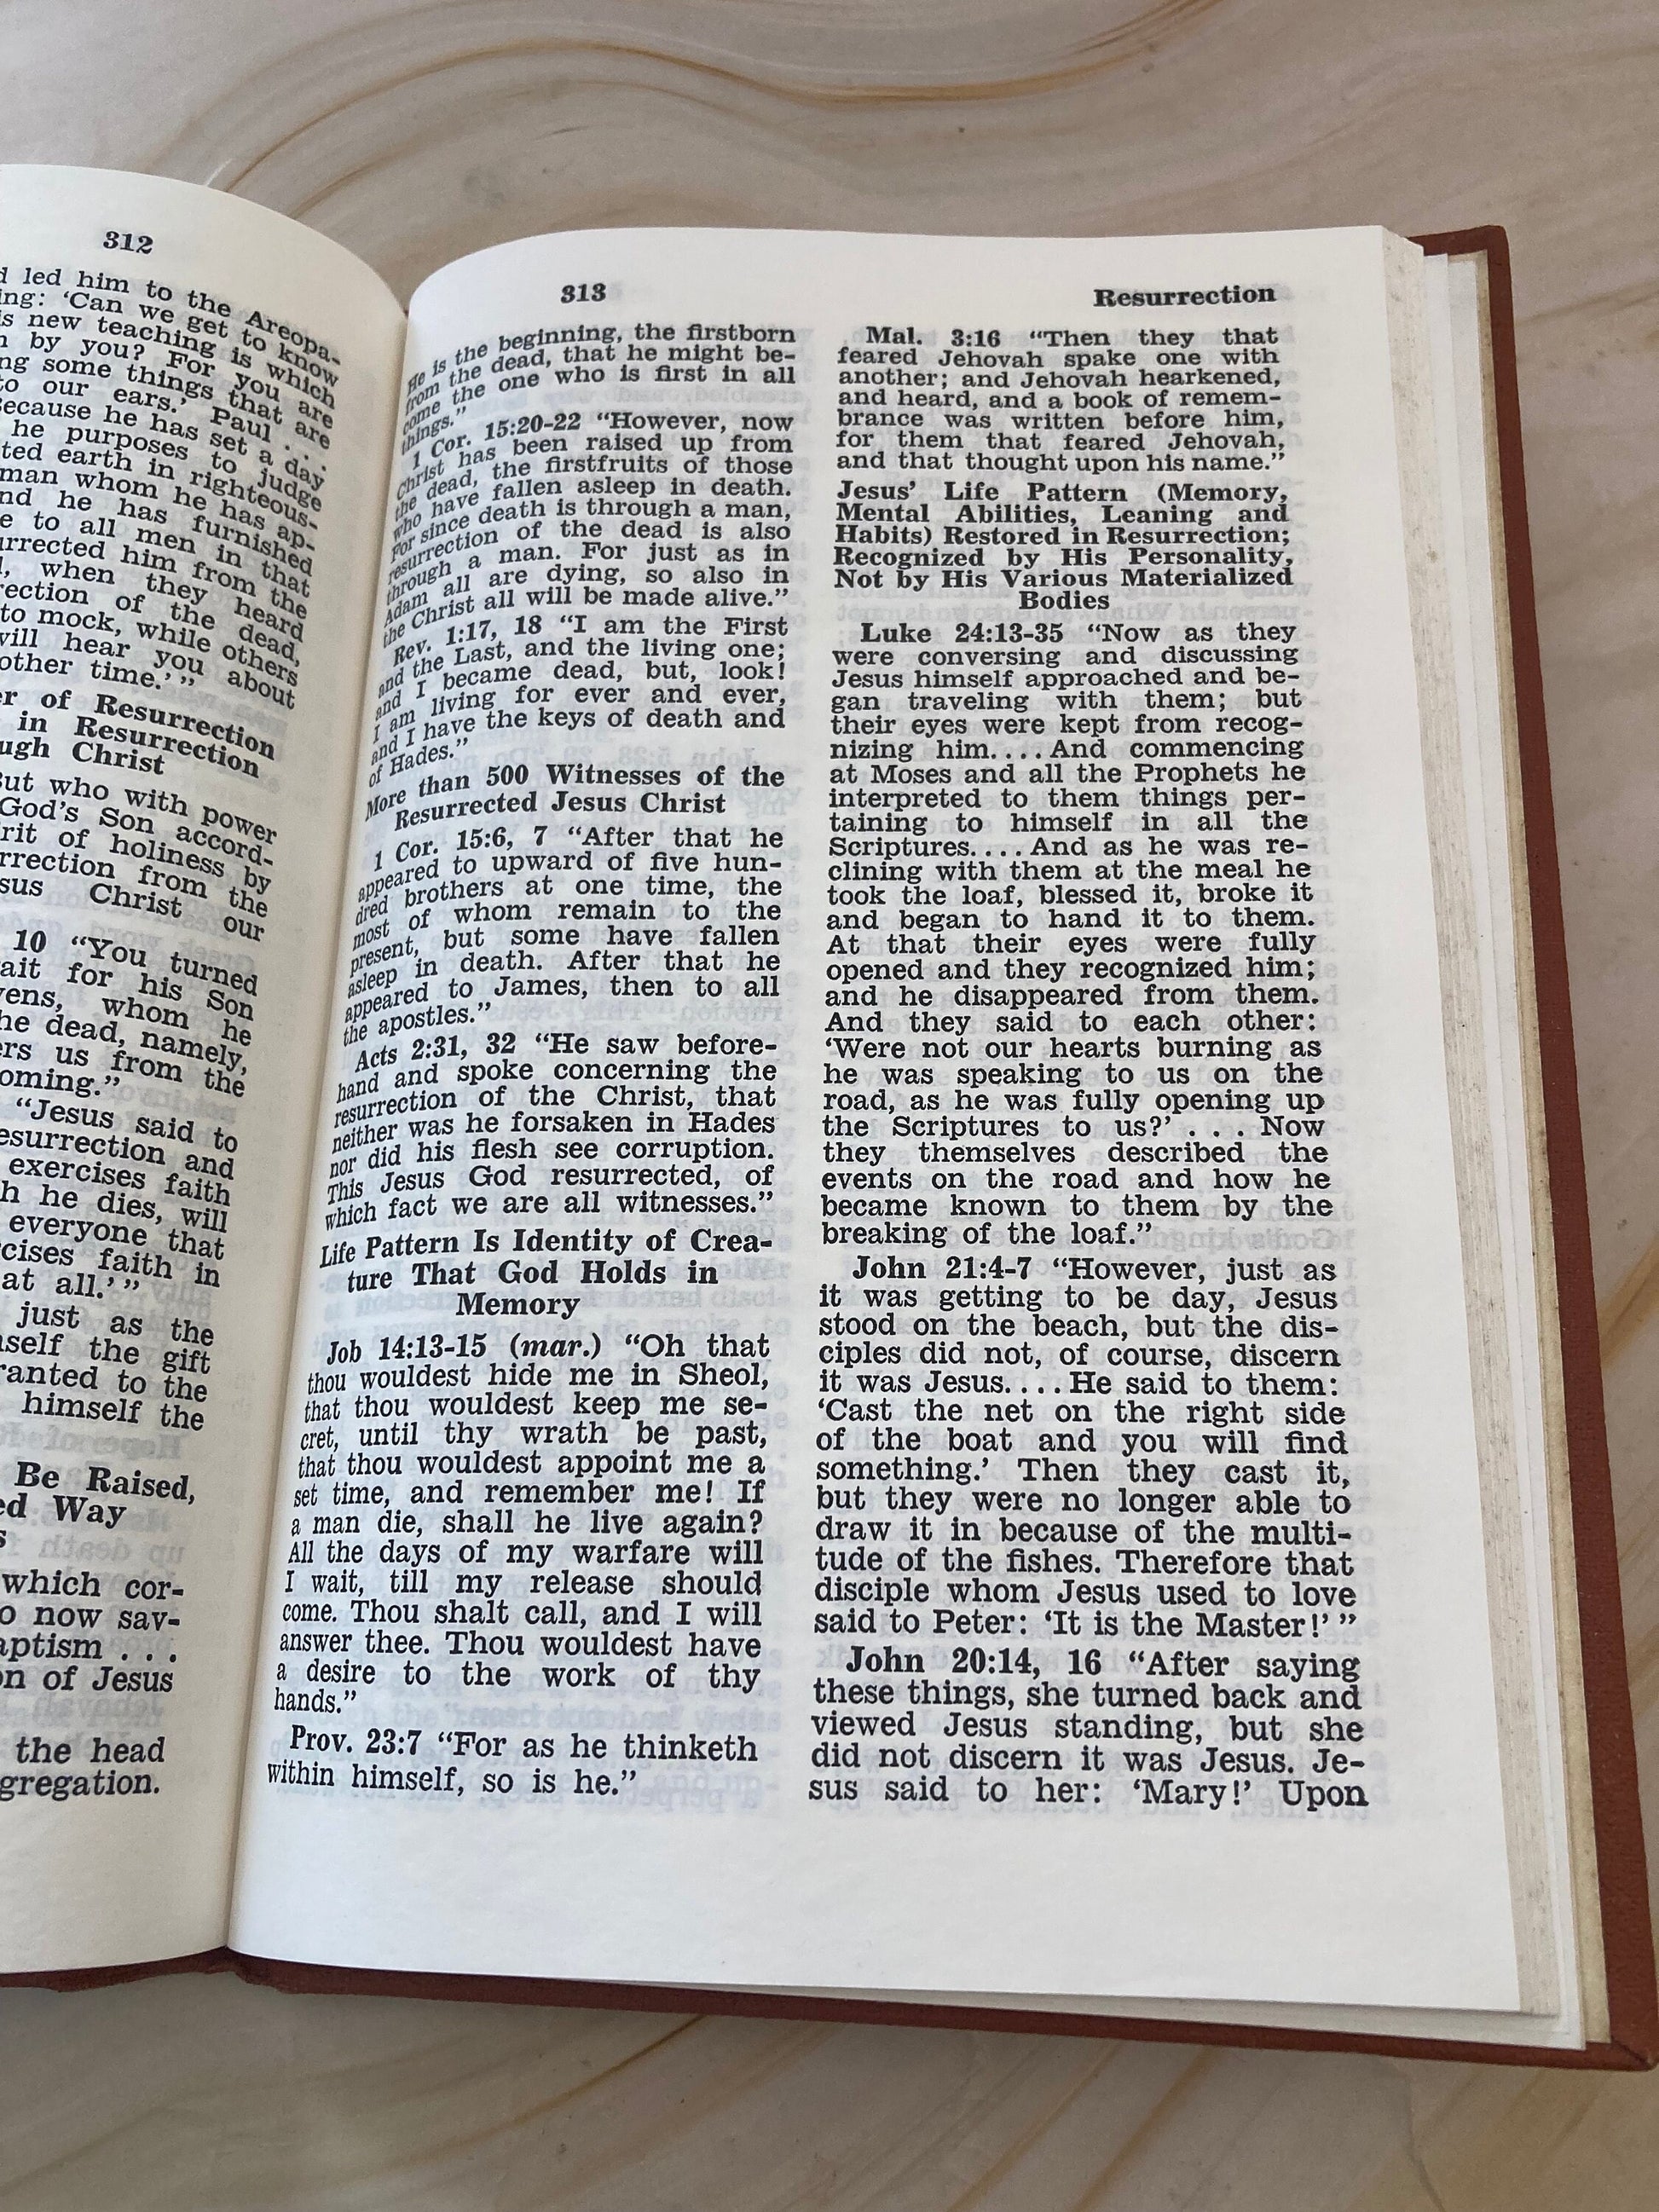 312
led him to the Areopa-
ing: ‘Can we get to know
is new teaching is which
by you? For you are
ng some things that are
to our ears.’ Paul . . .
because he has set a day
he purposes to judge
ted earth in righteous-
man whom he has ap-
nd he has furnished
e to all men in that
urrected him from the
when they heard
rection of the dead,
to mock, while others
will hear you about
other time.’ ”
r of Resurrection
in Resurrection
ugh Christ
but who with power
God’s Son accord-
rit of holiness by
rrection from the
sus Christ our
10 “You turned
ait for his Son
vens, whom he
he dead, namely,
ers us from the
oming.”
“Jesus said to
esurrection and
exercises faith
h he dies, will
everyone that
cises faith in
at all.’ ”
just as the
self the gift
ranted to the
himself the
Be Raised,
ed Way
s
which cor-
o now sav-
aptism . . .
on of Jesus
the head
gregation.
313
He is the beginning, the firstborn
from the dead, that he might be-
come the one who is first in all
things.”
1 Cor. 15:20-22 “However, now
Christ has been raised up from
the dead, the firstfruits of those
who have fallen asleep in death.
For since death is through a man,
resurrection of the dead is also
through a man. For just as in
Adam all are dying, so also in
the Christ all will be made alive.”
Rev. 1:17, 18 “I am the First
and the Last, and the living one;
and I became dead, but, look!
I am living for ever and ever,
and I have the keys of death and
of Hades.”
More than 500 Witnesses of the
Resurrected Jesus Christ
1 Cor. 15:6, 7 “After that he
appeared to upward of five hun-
dred brothers at one time, the
most of whom remain to the
present, but some have fallen
asleep in death. After that he
appeared to James, then to all
the apostles.”
Acts 2:31, 32 “He saw before-
hand and spoke concerning the
resurrection of the Christ, that
neither was he forsaken in Hades
nor did his flesh see corruption.
This Jesus God resurrected, of
which fact we are all witnesses.”
Life Pattern Is Identity of Crea-
ture That God Holds in
Memory
Job 14:13-15 (mar.) “Oh that
thou wouldest hide me in Sheol,
that thou wouldest keep me se-
cret, until thy wrath be past,
that thou wouldest appoint me a
set time, and remember me! If
a man die, shall he live again?
All the days of my warfare will
I wait, till my release should
come. Thou shalt call, and I will
answer thee. Thou wouldest have
a desire to the work of thy
hands.”
Prov. 23:7 “For as he thinketh
within himself, so is he.”
Resurrection
Mal. 3:16 “Then they that
feared Jehovah spake one with
another; and Jehovah hearkened,
and heard, and a book of remem-
brance was written before him,
for them that feared Jehovah,
and that thought upon his name.”
Jesus’ Life Pattern (Memory,
Mental Abilities, Leaning and
Habits) Restored in Resurrection;
Recognized by His Personality,
Not by His Various Materialized
Bodies
Luke 24:13-35 “Now as they
were conversing and discussing
Jesus himself approached and be-
gan traveling with them; but
their eyes were kept from recog-
nizing him. . . . And commencing
at Moses and all the Prophets he
interpreted to them things per-
taining to himself in all the
Scriptures. . . . And as he was re-
clining with them at the meal he
took the loaf, blessed it, broke it
and began to hand it to them.
At that their eyes were fully
opened and they recognized him;
and he disappeared from them.
And they said to each other:
‘Were not our hearts burning as
he was speaking to us on the
road, as he was fully opening up
the Scriptures to us?’ . . . Now
they themselves described the
events on the road and how he
became known to them by the
breaking of the loaf.”
John 21:4-7 “However, just as
it was getting to be day, Jesus
stood on the beach, but the dis-
ciples did not, of course, discern
it was Jesus. . . . He said to them:
‘Cast the net on the right side
of the boat and you will find
something.’ Then they cast it,
but they were no longer able to
draw it in because of the multi-
tude of the fishes. Therefore that
disciple whom Jesus used to love
said to Peter: ‘It is the Master!’ ”
John 20:14, 16 “After saying
these things, she turned back and
viewed Jesus standing, but she
did not discern it was Jesus. Je-
sus said to her: ‘Mary!’ Upon